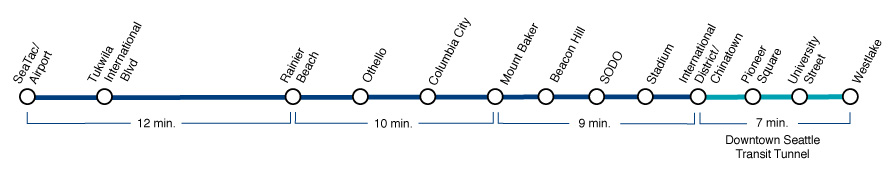 SeaTac/
Airport
Tukwila
International
Blvd
Rainier
Beach
Othello
Columbia City
Mount Baker
Beacon Hill
SODO
Stadium
International
District/
Chinatown
Pioneer
Square
University
Street
Westlake
12 min.
10 min.
9 min.
7 min.
Downtown Seattle
Transit Tunnel